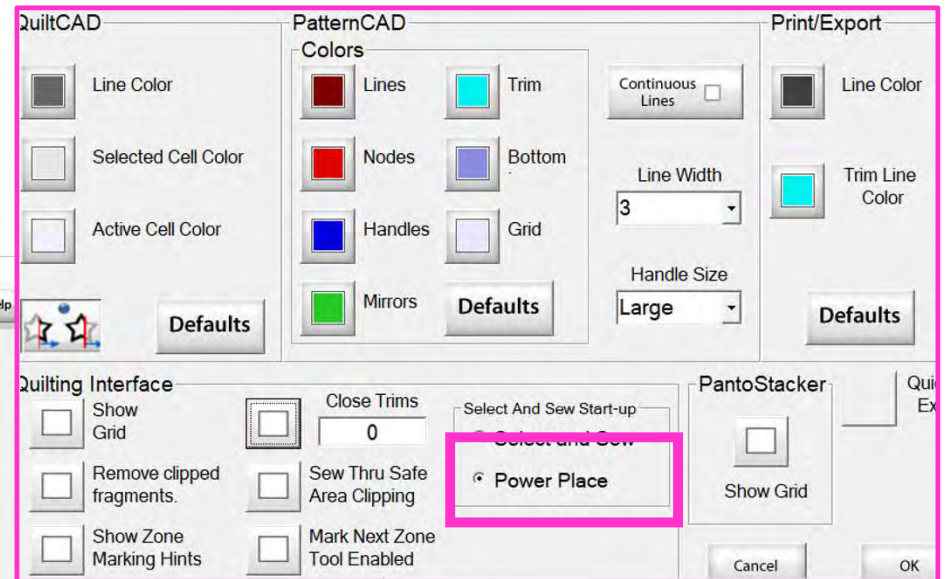 QuiltCAD
Line Color
Selected Cell Color
Active Cell Color
Defaults
PatternCAD
Colors
Lines
Trim
Nodes
Bottom
Handles
Grid
Mirrors
Defaults
Continuous
Lines
Line Width
3
Handle Size
Large
Print/Export
Line Color
Trim Line
Color
Defaults
Quilting Interface
Show
Grid
Close Trims
0
Remove clipped
fragments.
Sew Thru Safe
Area Clipping
Show Zone
Marking Hints
Mark Next Zone
Tool Enabled
Select And Sew Start-up
Select and Sew
Power Place
PantoStacker
Show Grid
Cancel
OK